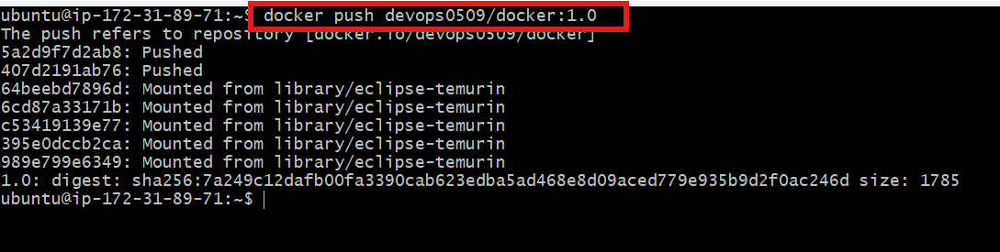 ubuntu@ip-172-31-89-71:~$ docker push devops0509/docker:1.0
The push refers to repository [docker.io/devops0509/docker]
5a2d9f7d2ab8: Pushed
407d2191ab76: Pushed
64beebd7896d: Mounted from library/eclipse-temurin
6cd87a33171b: Mounted from library/eclipse-temurin
c53419139e77: Mounted from library/eclipse-temurin
395e0dccb2ca: Mounted from library/eclipse-temurin
989e799e6349: Mounted from library/eclipse-temurin
1.0: digest: sha256:7a249c12dafb00fa3390cab623edba5ad468e8d09aced779e935b9d2f0ac246d size: 1785
ubuntu@ip-172-31-89-71:~$